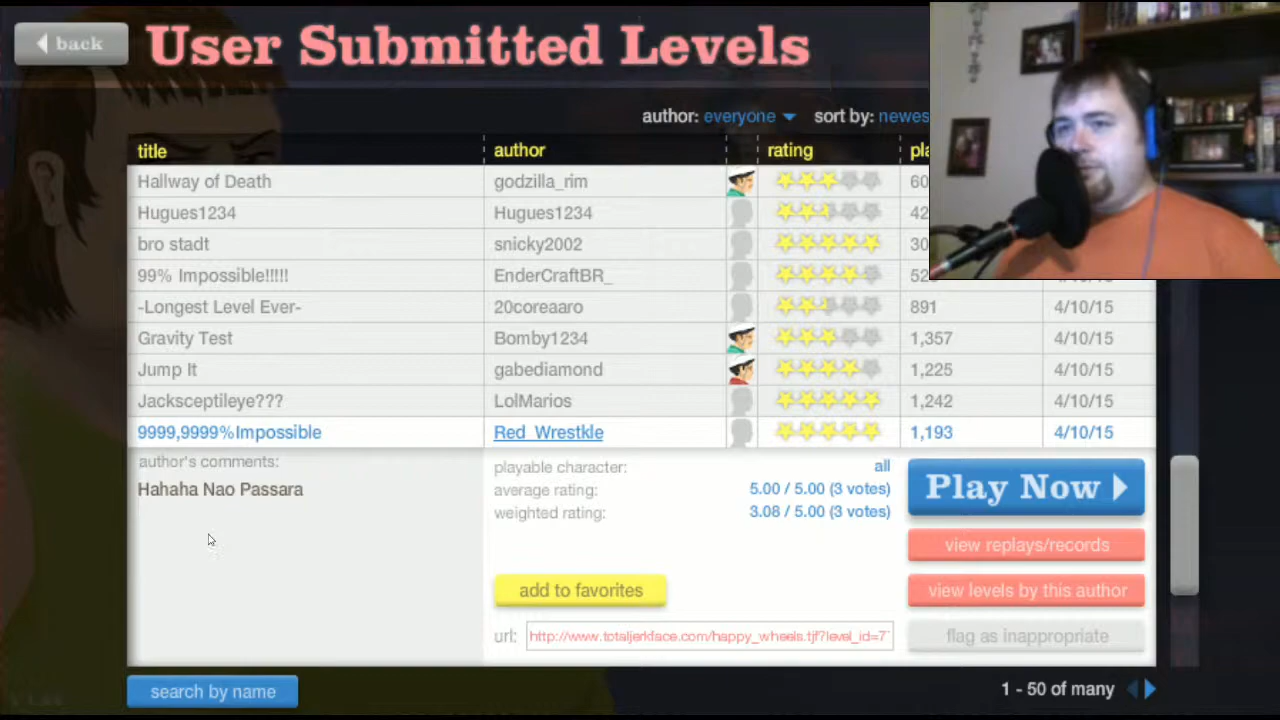 back
User Submitted Levels
author: everyone sort by: newes
title author rating pla
Hallway of Death godzilla_rim 60
Hugues1234 Hugues1234 42
bro stadt snicky2002 30
99% Impossible!!!!! EnderCraftBR_ 52
-Longest Level Ever- 20coreaaro 891 4/10/15
Gravity Test Bomby1234 1,357 4/10/15
Jump It gabediamond 1,225 4/10/15
Jacksceptileye??? LolMarios 1,242 4/10/15
9999,9999%Impossible Red_Wrestkle 1,193 4/10/15
author's comments:
Hahaha Nao Passara
playable character: all
average rating: 5.00 / 5.00 (3 votes)
weighted rating: 3.08 / 5.00 (3 votes)
Play Now
view replays/records
add to favorites
view levels by this author
url: http://www.totaljerkface.com/happy_wheels.tjf?level_id=7
flag as inappropriate
search by name
1 - 50 of many